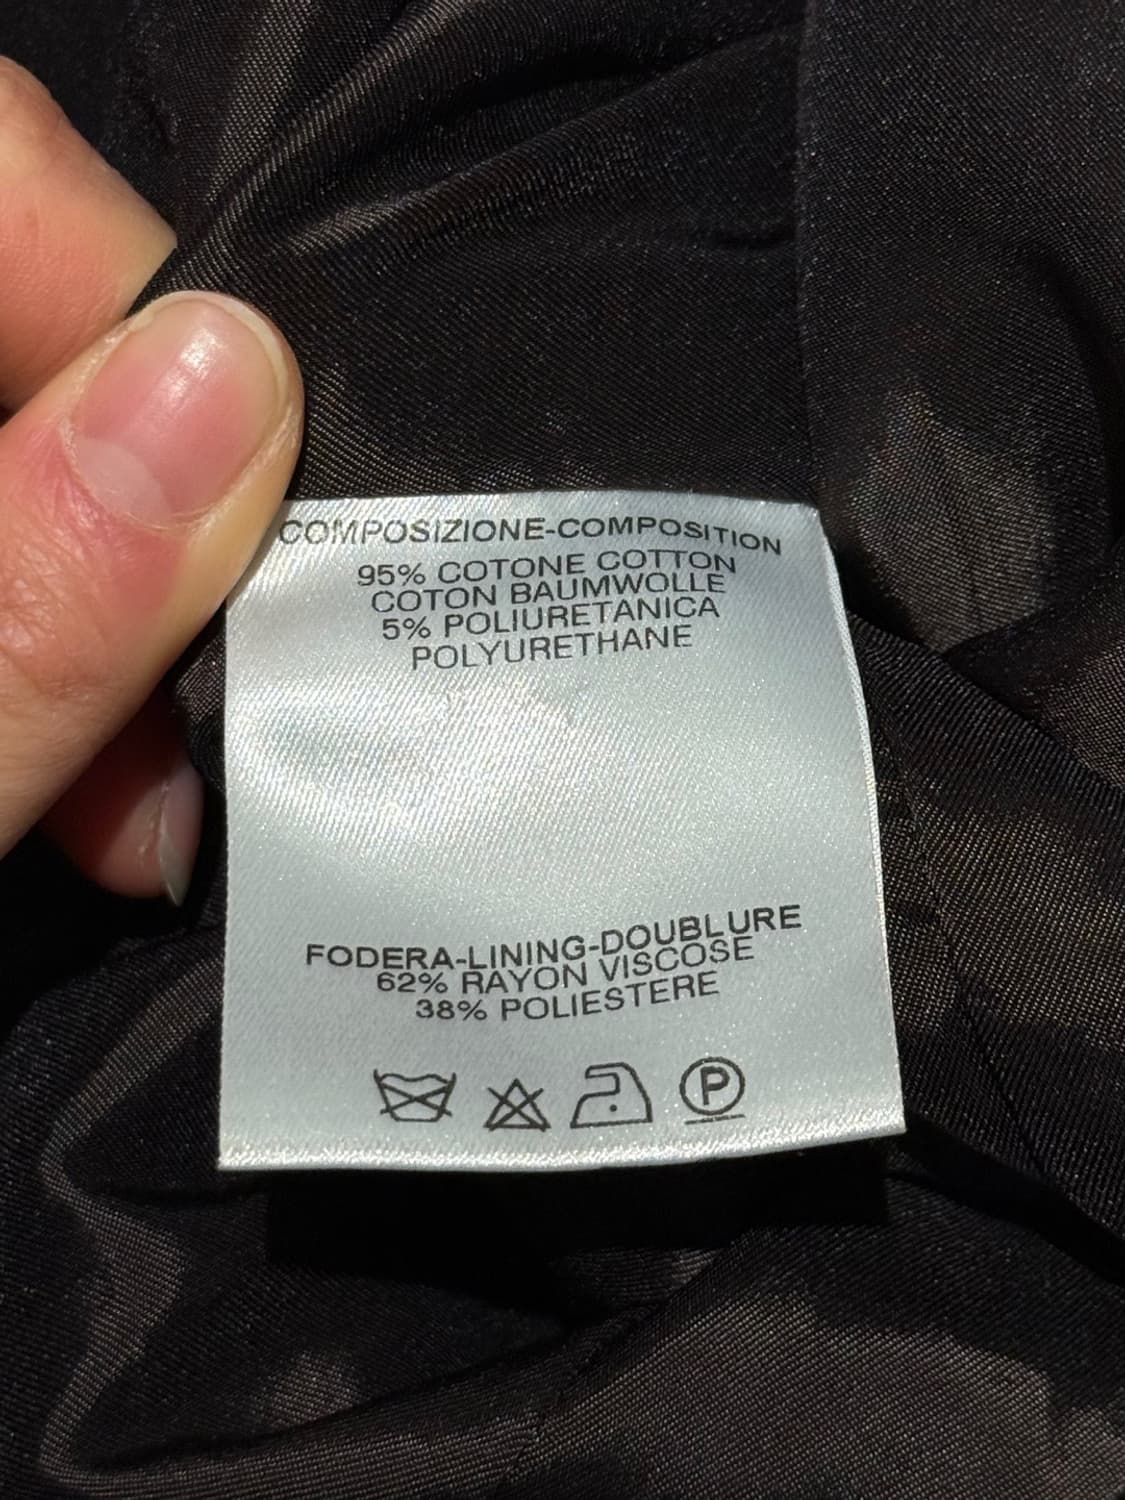 COMPOSIZIONE-COMPOSITION
95% COTONE COTTON
COTON BAUMWOLLE
5% POLIURETANICA
POLYURETHANE
FODERA-LINING-DOUBLURE
62% RAYON VISCOSE
38% POLIESTERE
P